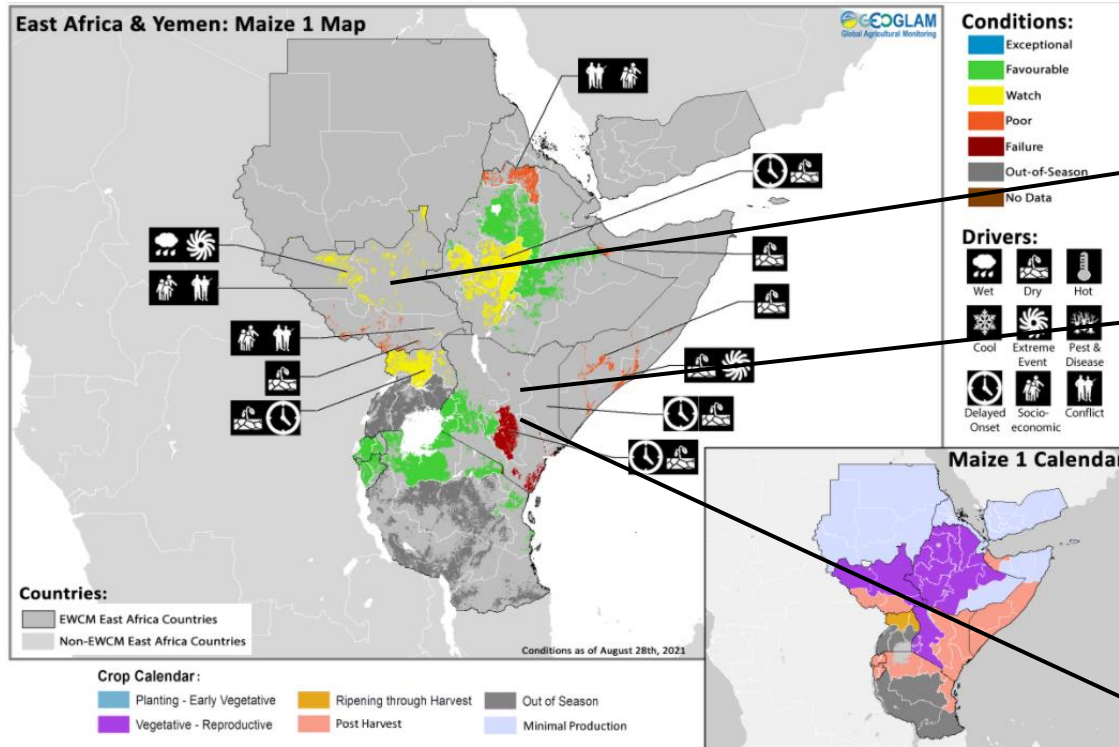 East Africa & Yemen: Maize 1 Map
GEOGLAM
Global Agricultural Monitoring
Conditions:
Exceptional
Favourable
Watch
Poor
Failure
Out-of-Season
No Data
Drivers:
Wet
Dry
Hot
Cool
Extreme
Event
Pest &
Disease
Delayed
Onset
Socio-
economic
Conflict
Countries:
EWCM East Africa Countries
Non-EWCM East Africa Countries
Conditions as of August 28th, 2021
Maize 1 Calendar
Crop Calendar:
Planting - Early Vegetative
Vegetative - Reproductive
Ripening through Harvest
Post Harvest
Out of Season
Minimal Production